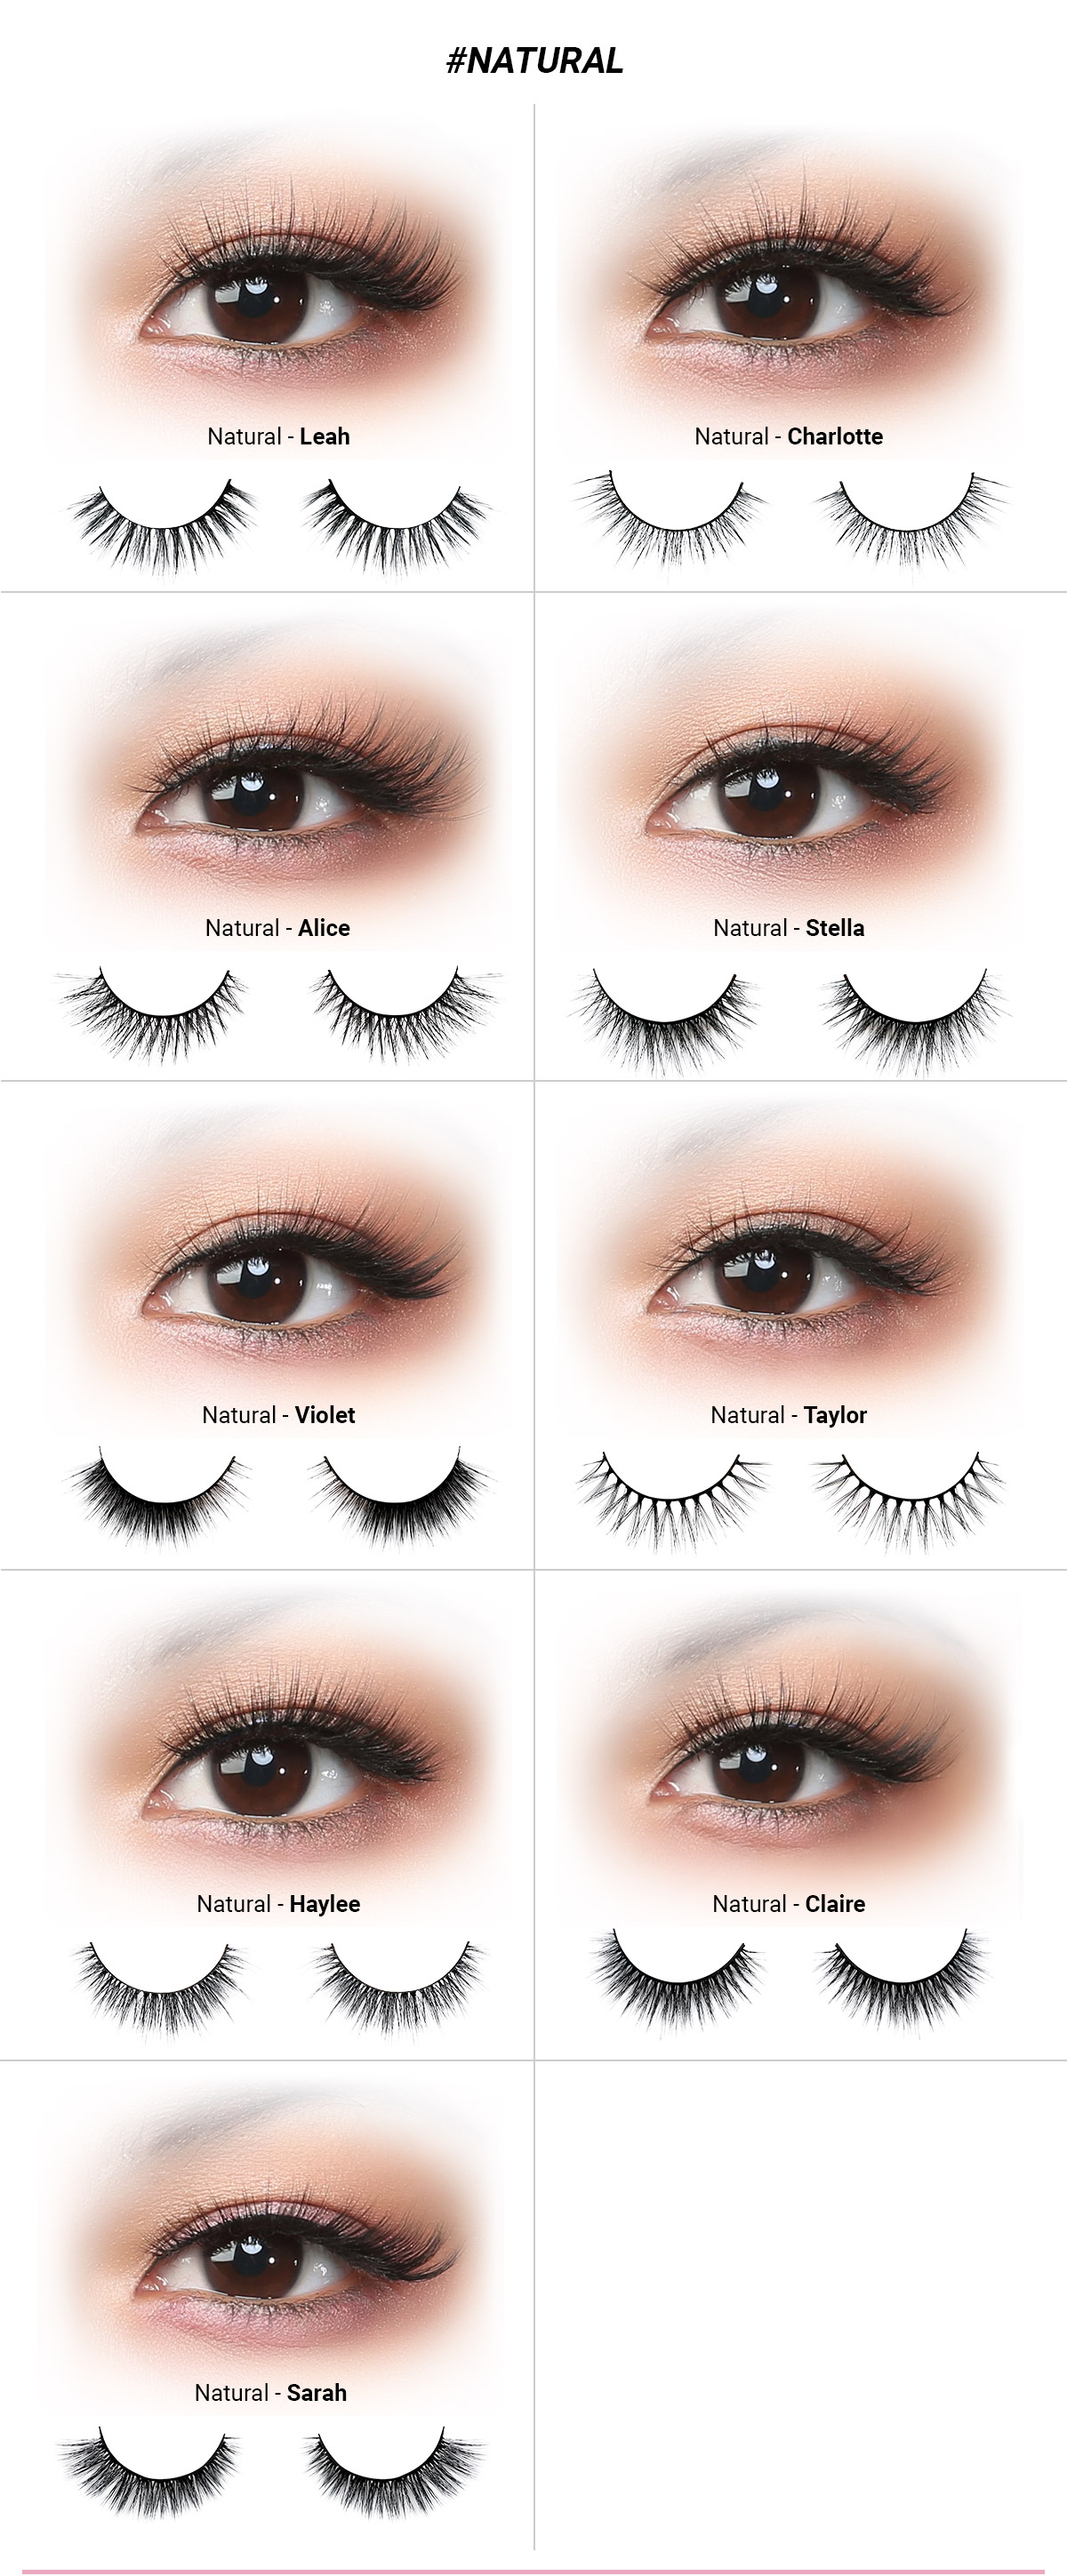 #NATURAL
Natural - Leah
Natural - Charlotte
Natural - Alice
Natural - Stella
Natural - Violet
Natural - Taylor
Natural - Haylee
Natural - Claire
Natural - Sarah